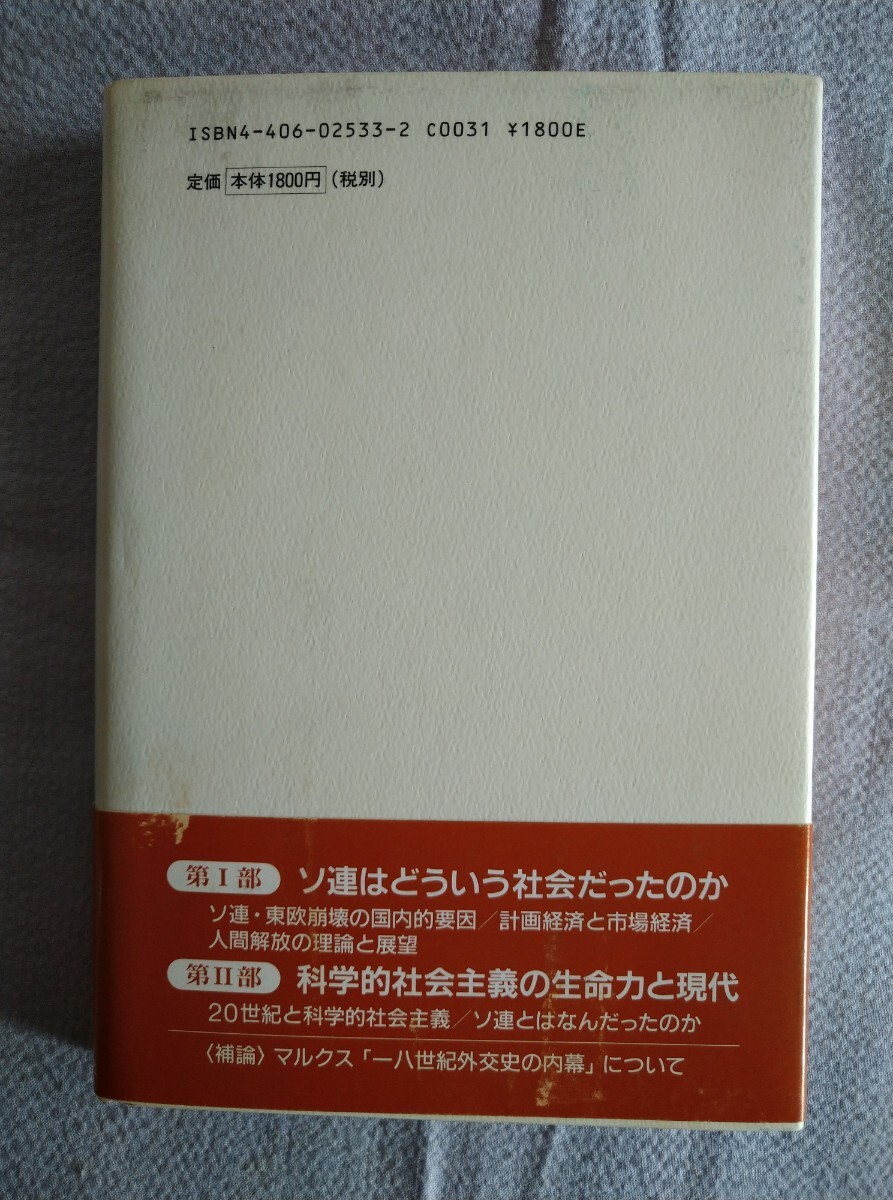 ISBN4-406-02533-2 C0031 ¥1800E
定価 本体1800円 (税別)
第Ⅰ部 ソ連はどういう社会だったのか
ソ連・東欧崩壊の国内的要因/計画経済と市場経済/
人間解放の理論と展望
第Ⅱ部 科学的社会主義の生命力と現代
20世紀と科学的社会主義/ソ連とはなんだったのか
〈補論〉マルクス「一八世紀外交史の内幕」について